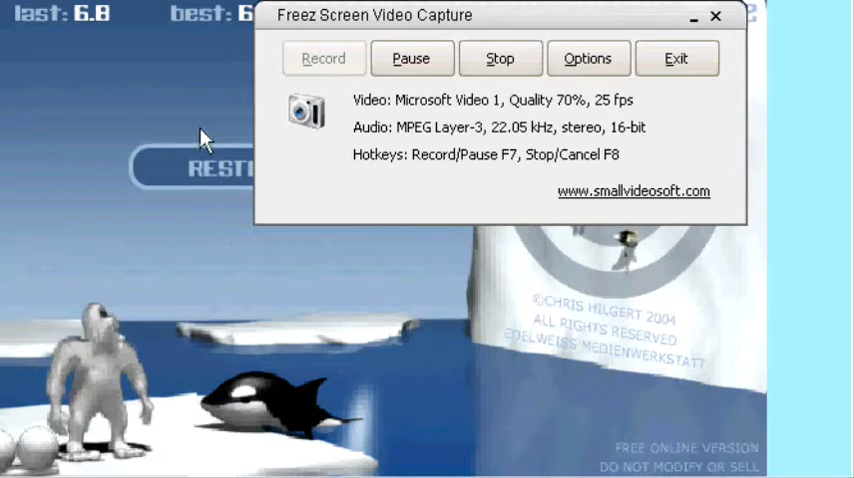 last: 6.8 best: 6
Freez Screen Video Capture
Record Pause Stop Options Exit
Video: Microsoft Video 1, Quality 70%, 25 fps
Audio: MPEG Layer-3, 22.05 kHz, stereo, 16-bit
Hotkeys: Record/Pause F7, Stop/Cancel F8
www.smallvideosoft.com
©CHRIS HILGERT 2004
ALL RIGHTS RESERVED
EDELWEISS MEDIENWERKSTATT
FREE ONLINE VERSION
DO NOT MODIFY OR SELL